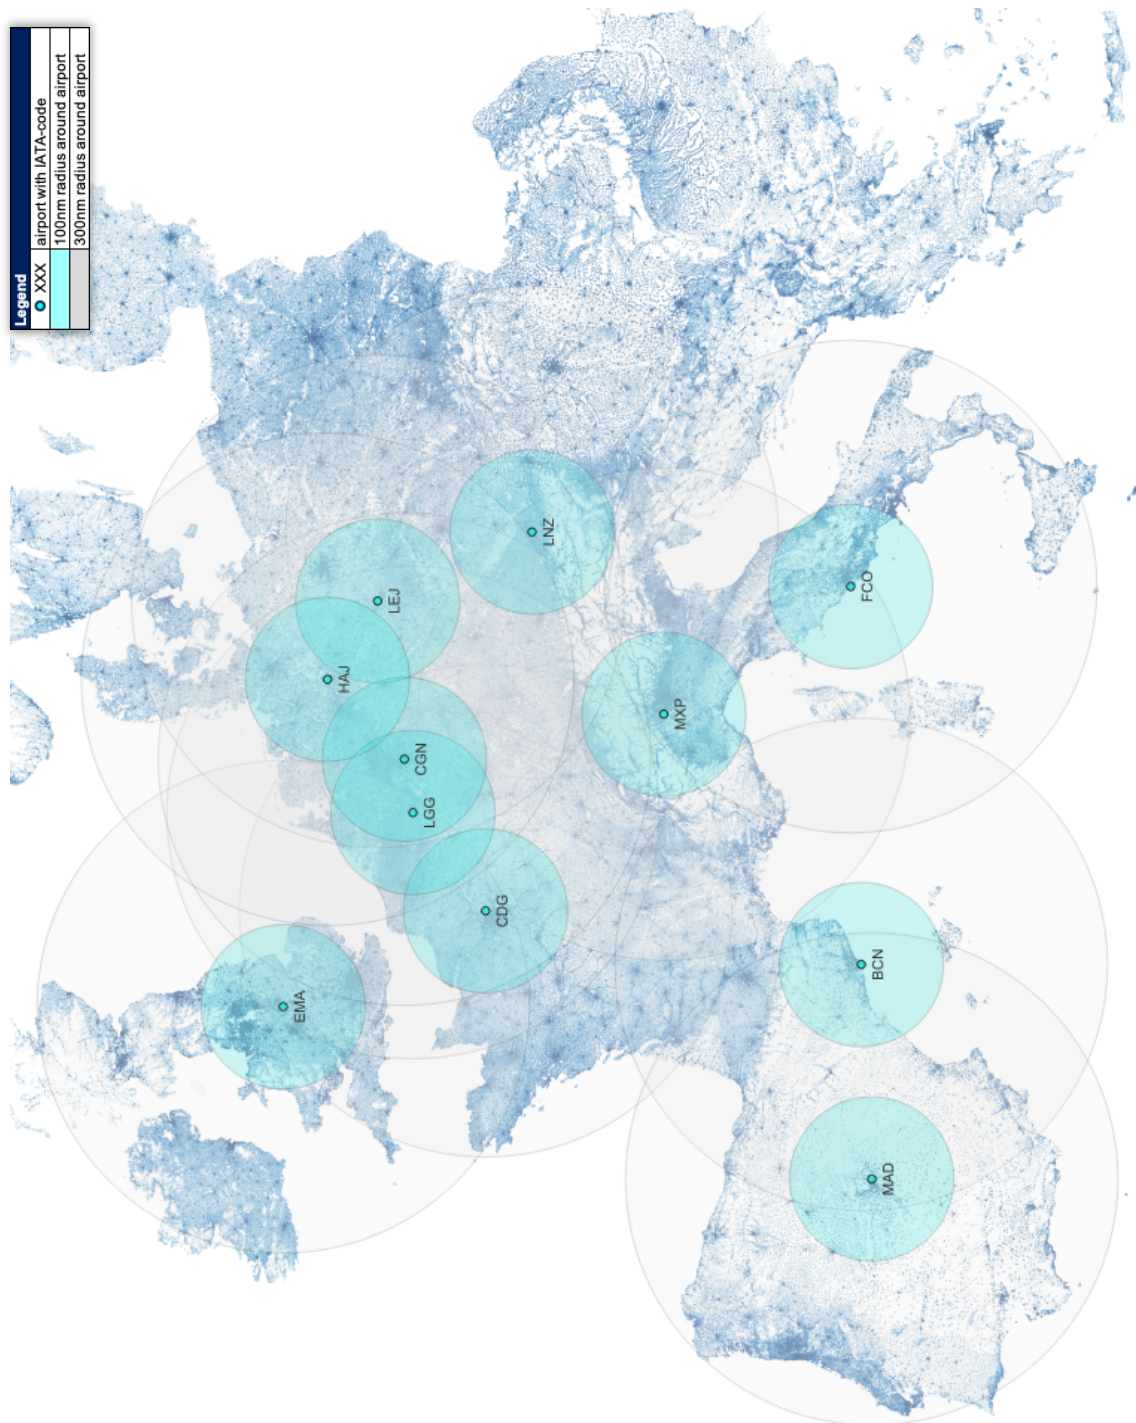 Legend
XXX airport with IATA-code
100nm radius around airport
300nm radius around airport
EMA
HAJ
LEJ
CGN
LGG
CDG
LNZ
MXP
FCO
BCN
MAD